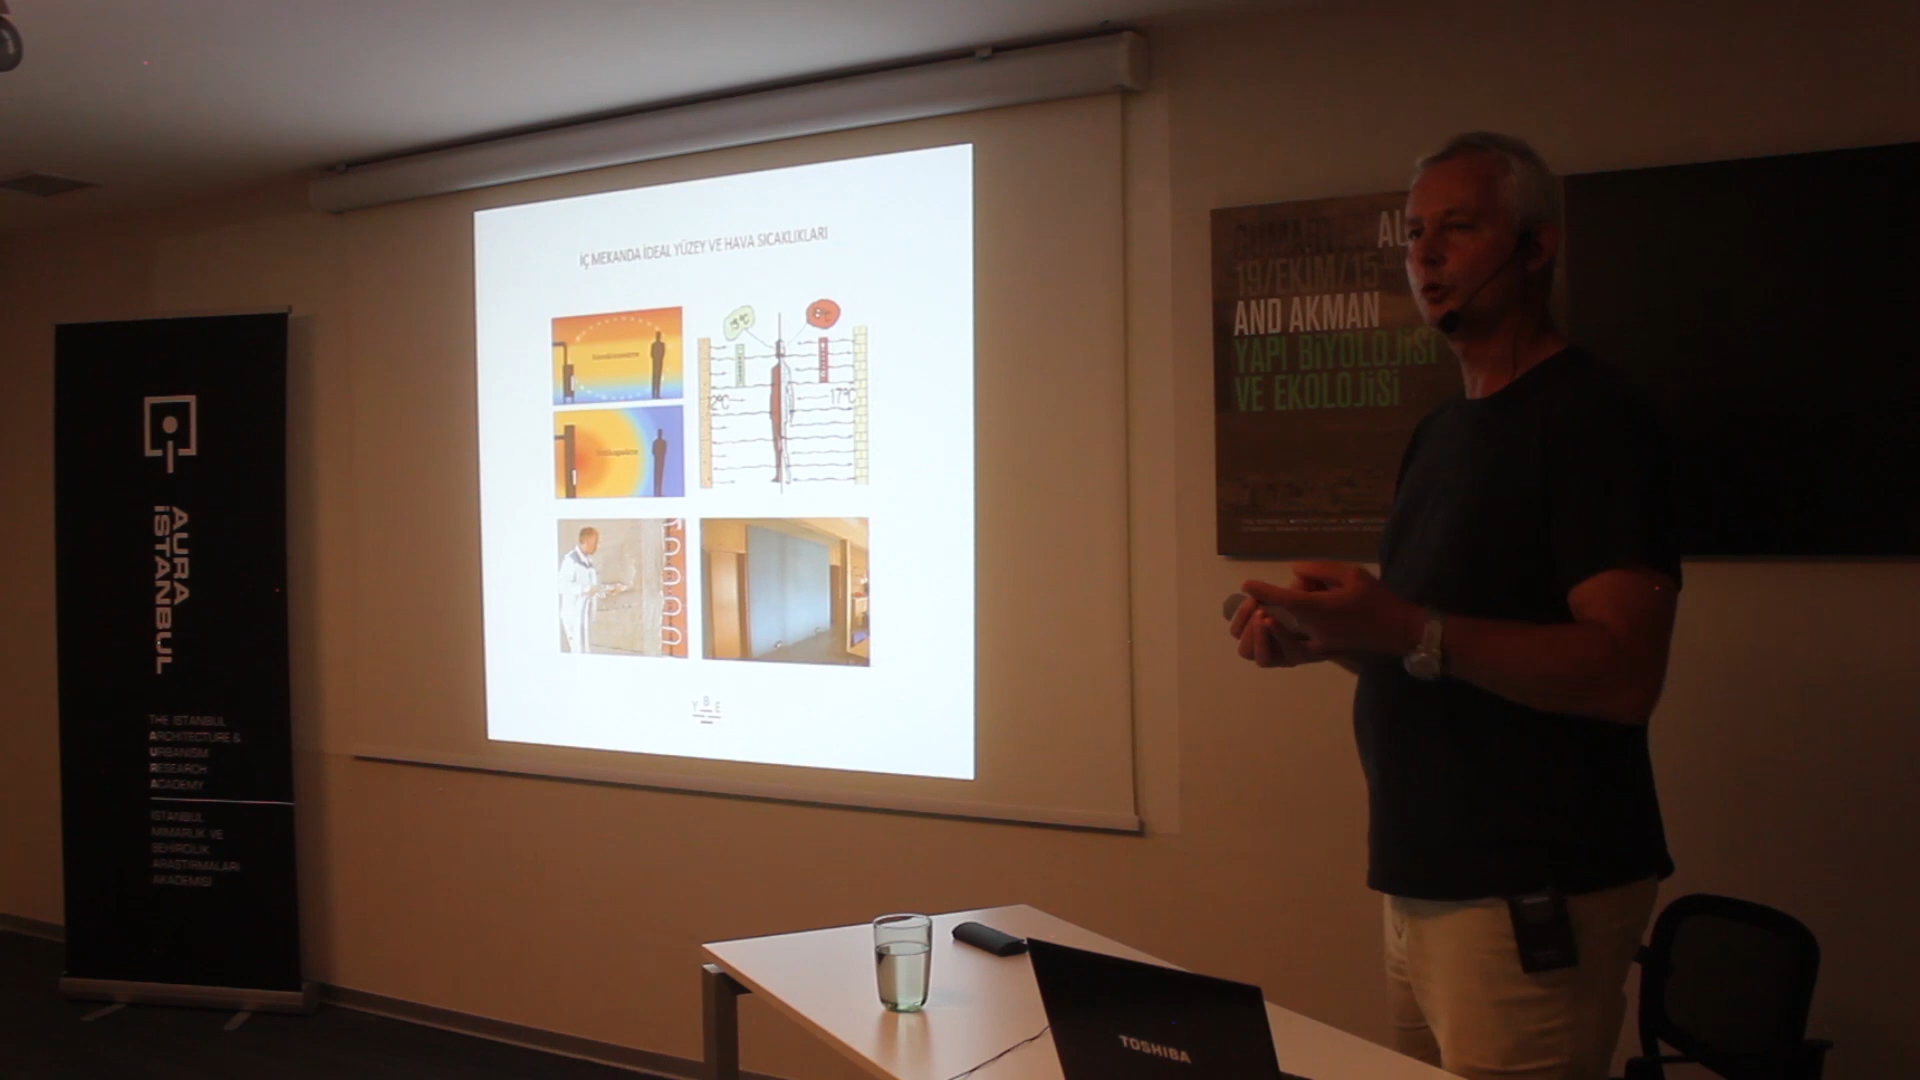 AURA
İSTANBUL
THE ISTANBUL
ARCHITECTURE &
URBANISM
RESEARCH
ACADEMY
İSTANBUL
MİMARLIK VE
ŞEHİRCİLİK
ARAŞTIRMALARI
AKADEMİSİ
İÇ MEKANDA İDEAL YÜZEY VE HAVA SICAKLIKLARI
17°C
Y B E
AU
19/EKİM/15
AND AKMAN
YAPI BİYOLOJİSİ
VE EKOLOJİSİ
TOSHIBA